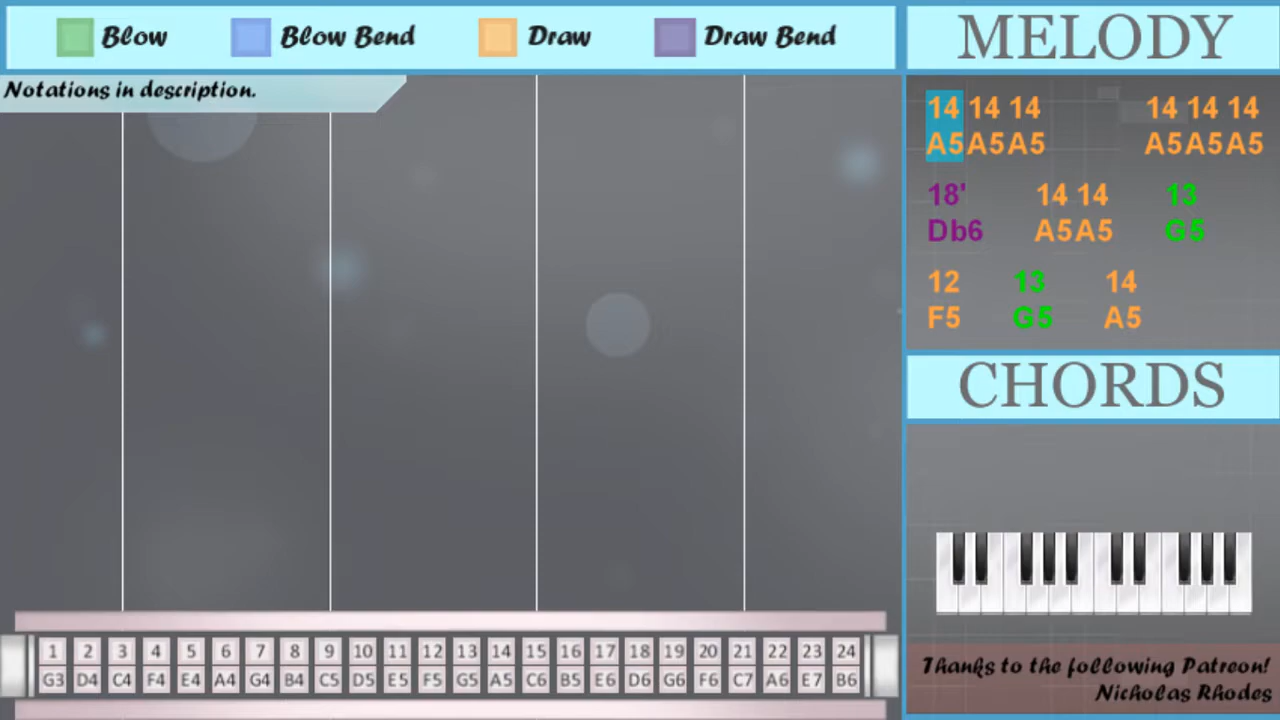 Blow Blow Bend Draw Draw Bend
Notations in description.
MELODY
14 14 14 14 14 14
A5 A5 A5 A5 A5 A5
18' 14 14 13
Db6 A5 A5 G5
12 13 14
F5 G5 A5
CHORDS
1 2 3 4 5 6 7 8 9 10 11 12 13 14 15 16 17 18 19 20 21 22 23 24
G3 D4 C4 F4 E4 A4 G4 B4 C5 D5 E5 F5 G5 A5 C6 B5 E6 D6 G6 F6 C7 A6 E7 B6
Thanks to the following Patreon!
Nicholas Rhodes